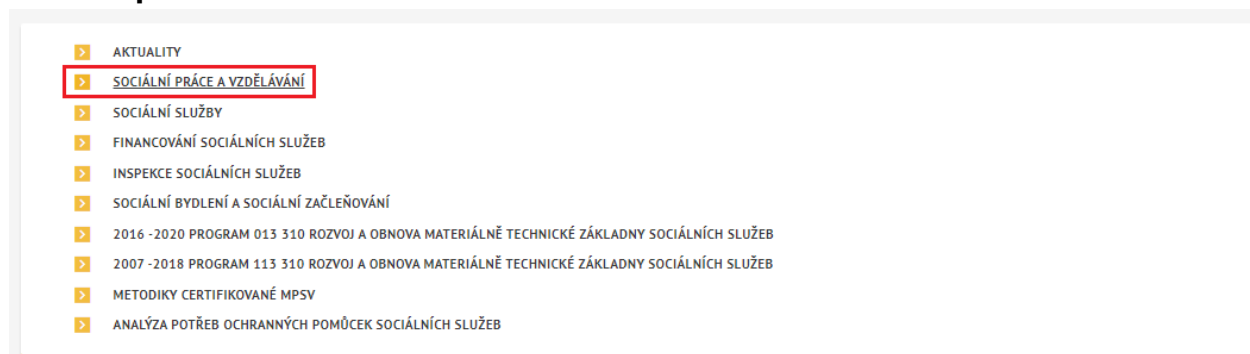 AKTUALITY
SOCIÁLNÍ PRÁCE A VZDĚLÁVÁNÍ
SOCIÁLNÍ SLUŽBY
FINANCOVÁNÍ SOCIÁLNÍCH SLUŽEB
INSPEKCE SOCIÁLNÍCH SLUŽEB
SOCIÁLNÍ BYDLENÍ A SOCIÁLNÍ ZAČLEŇOVÁNÍ
2016 -2020 PROGRAM 013 310 ROZVOJ A OBNOVA MATERIÁLNĚ TECHNICKÉ ZÁKLADNY SOCIÁLNÍCH SLUŽEB
2007 -2018 PROGRAM 113 310 ROZVOJ A OBNOVA MATERIÁLNĚ TECHNICKÉ ZÁKLADNY SOCIÁLNÍCH SLUŽEB
METODIKY CERTIFIKOVANÉ MPSV
ANALÝZA POTŘEB OCHRANNÝCH POMŮCEK SOCIÁLNÍCH SLUŽEB